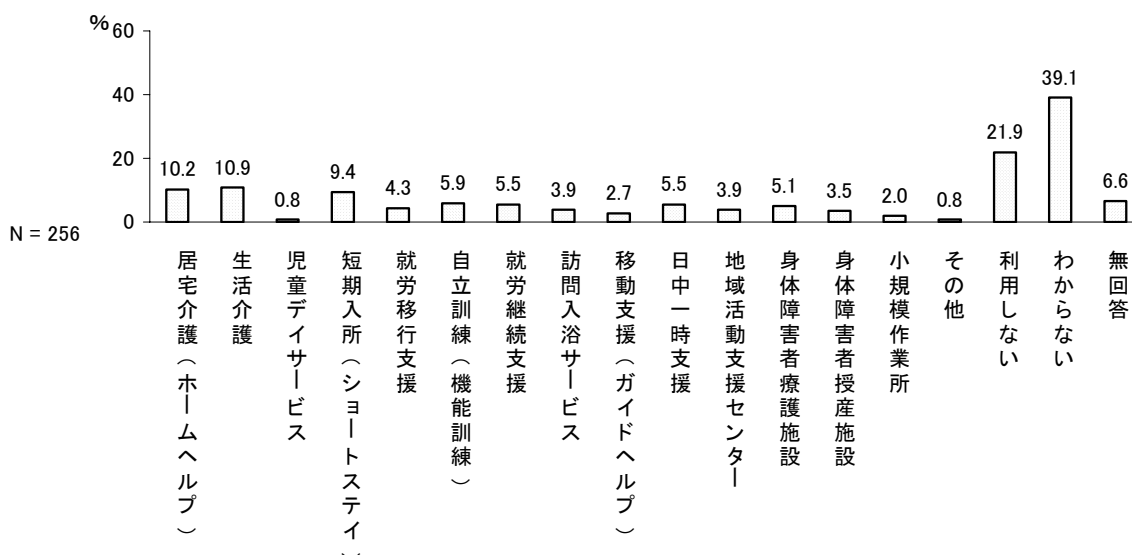 %
60
40
20
0
10.2
10.9
0.8
9.4
4.3
5.9
5.5
3.9
2.7
5.5
3.9
5.1
3.5
2.0
0.8
21.9
39.1
6.6
N = 256
居宅介護（ホームヘルプ）
生活介護
児童デイサービス
短期入所（ショートステイ）
就労移行支援
自立訓練（機能訓練）
就労継続支援
訪問入浴サービス
移動支援（ガイドヘルプ）
日中一時支援
地域活動支援センター
身体障害者療護施設
身体障害者授産施設
小規模作業所
その他
利用しない
わからない
無回答